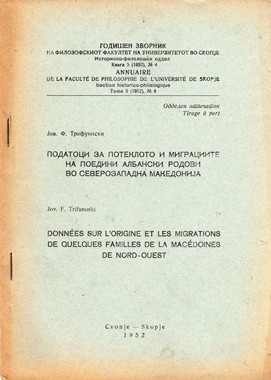 ГОДИШЕН ЗБОРНИК
НА ФИЛОЗОФСКИОТ ФАКУЛТЕТ НА УНИВЕРЗИТЕТОТ ВО СКОПЈЕ
Историско-филолошки оддел
Книга 5 (1952), № 4
ANNUAIRE
DE LA FACULTÉ DE PHILOSOPHIE DE L'UNIVERSITÉ DE SKOPJE
Section historico-philologique
Tome 5 (1952), № 4
Одделен отпечаток
Tirage à part
Јов. Ф. Трифуноски
ПОДАТОЦИ ЗА ПОТЕКЛОТО И МИГРАЦИИТЕ
НА ПОЕДИНИ АЛБАНСКИ РОДОВИ
ВО СЕВЕРОЗАПАДНА МАКЕДОНИЈА
Jov. F. Trifunoski
DONNÉES SUR L'ORIGINE ET LES MIGRATIONS
DE QUELQUES FAMILLES DE LA MACÉDOINES
DE NORD-OUEST
Скопје — Skopje
1952